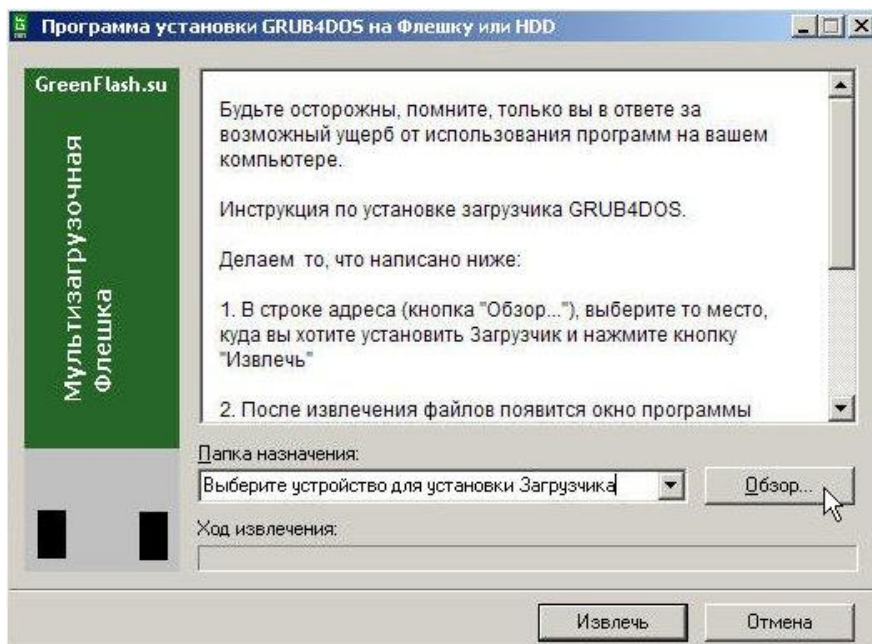 Программа установки GRUB4DOS на Флешку или HDD
GreenFlash.su
Мультизагрузочная
Флешка
Будьте осторожны, помните, только вы в ответе за
возможный ущерб от использования программ на вашем
компьютере.
Инструкция по установке загрузчика GRUB4DOS.
Делаем то, что написано ниже:
1. В строке адреса (кнопка "Обзор..."), выберите то место,
куда вы хотите установить Загрузчик и нажмите кнопку
"Извлечь"
2. После извлечения файлов появится окно программы
Папка назначения:
Выберите устройство для установки Загрузчика
Обзор...
Ход извлечения:
Извлечь
Отмена